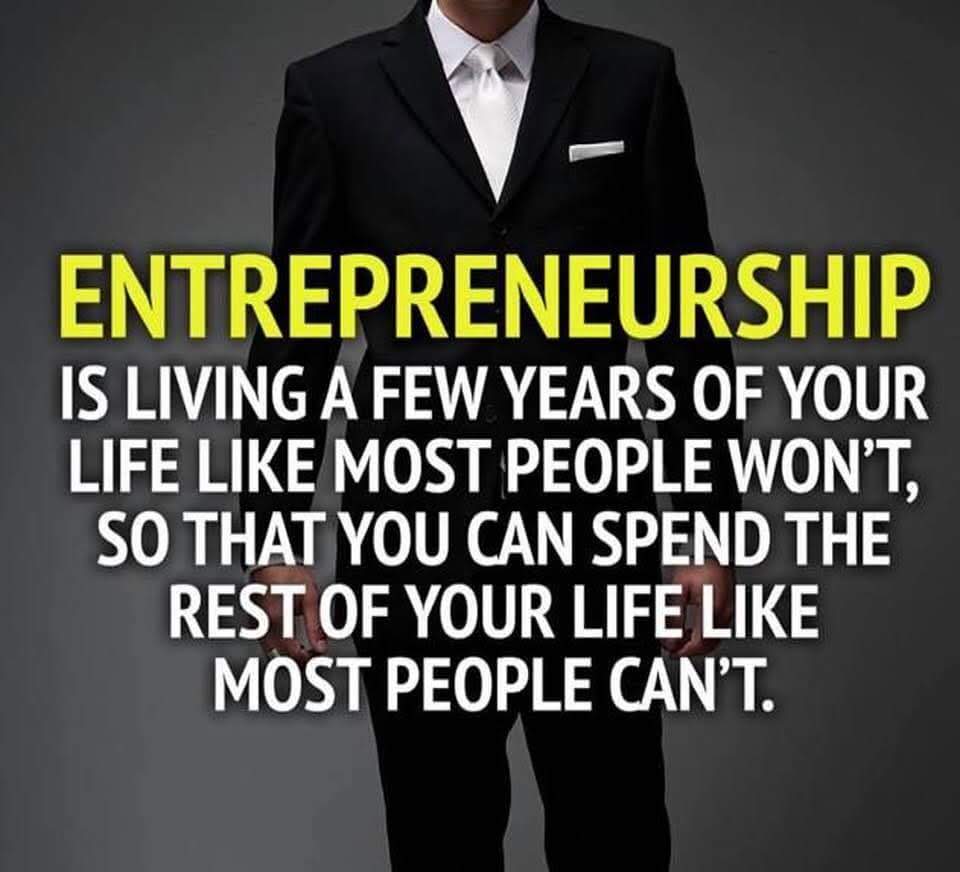 ENTREPRENEURSHIP
IS LIVING A FEW YEARS OF YOUR
LIFE LIKE MOST PEOPLE WON'T,
SO THAT YOU CAN SPEND THE
REST OF YOUR LIFE LIKE
MOST PEOPLE CAN'T.